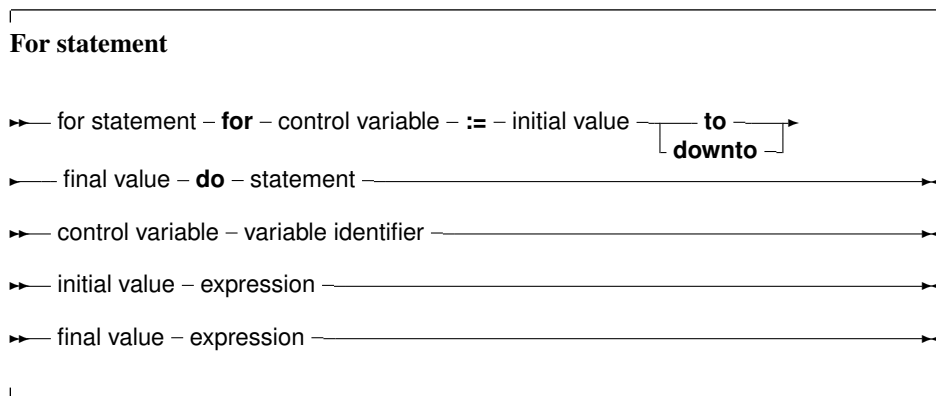 For statement
for statement – for – control variable – := – initial value – to –
downto –
final value – do – statement –
control variable – variable identifier –
initial value – expression –
final value – expression –